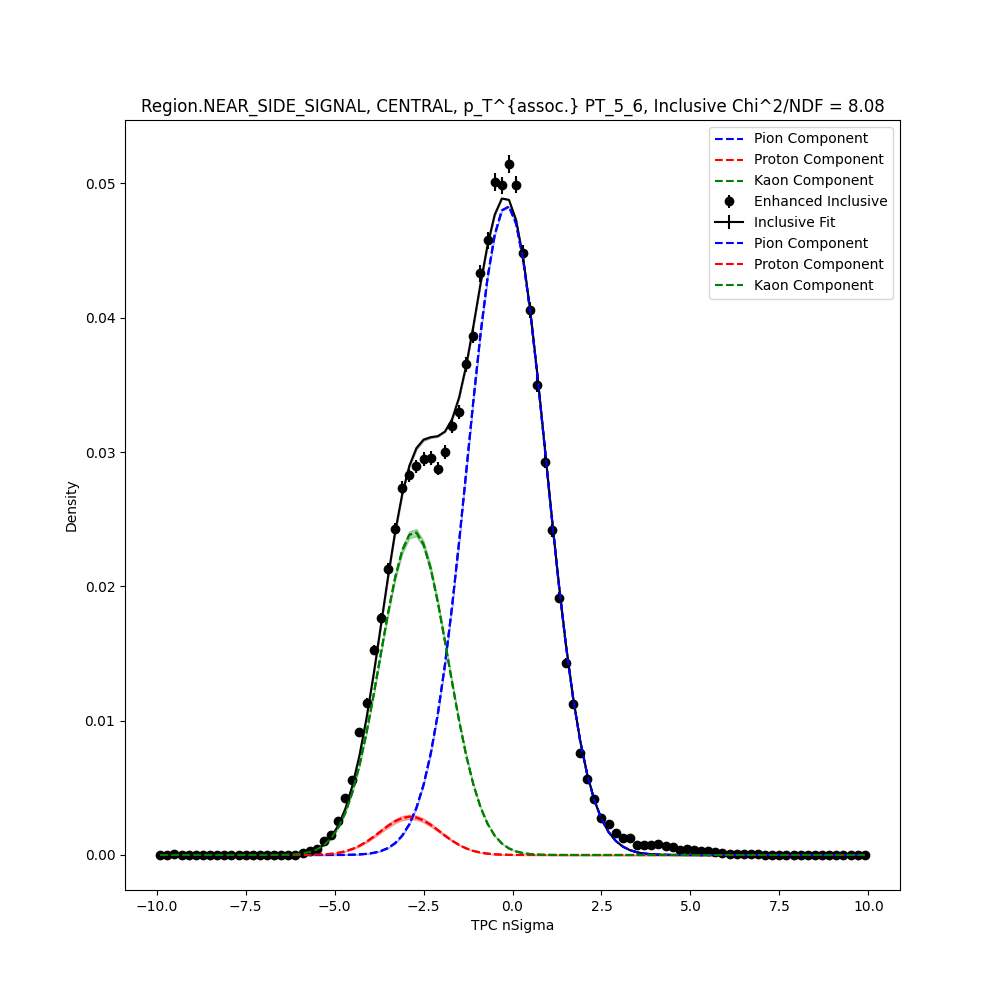 Region.NEAR_SIDE_SIGNAL, CENTRAL, p_T^{assoc.} PT_5_6, Inclusive Chi^2/NDF = 8.08
Pion Component
Proton Component
Kaon Component
Enhanced Inclusive
Inclusive Fit
Pion Component
Proton Component
Kaon Component
0.05
0.04
0.03
0.02
0.01
0.00
Density
−10.0 −7.5 −5.0 −2.5 0.0 2.5 5.0 7.5 10.0
TPC nSigma